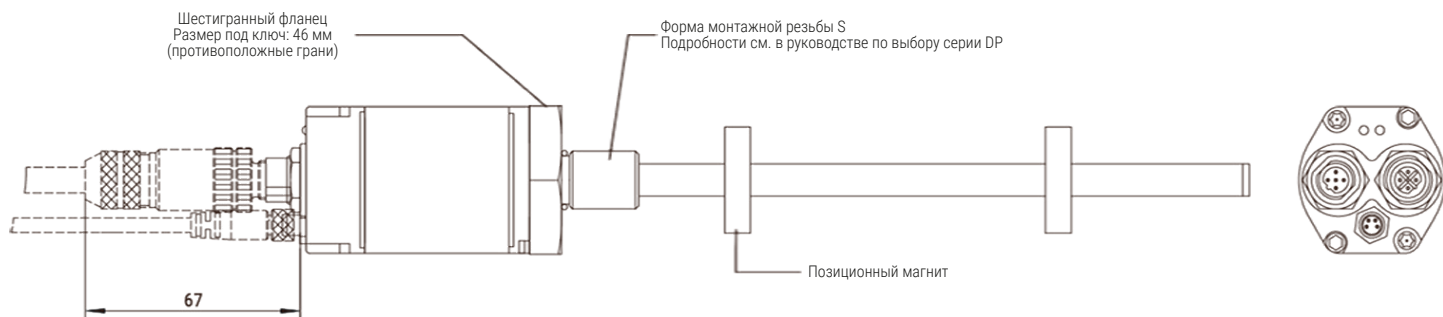 Шестигранный фланец
Размер под ключ: 46 мм
(противоположные грани)
Форма монтажной резьбы S
Подробности см. в руководстве по выбору серии DP
Позиционный магнит
67